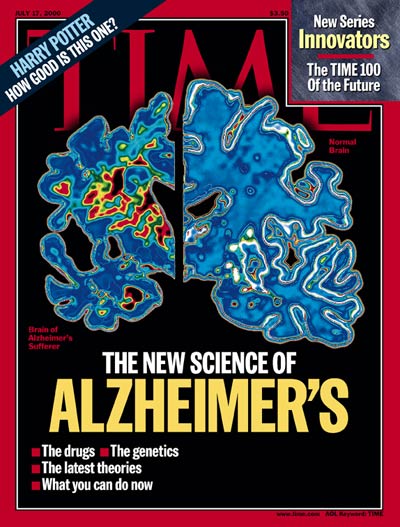 JULY 17, 2000
$3.50
HARRY POTTER
HOW GOOD IS THIS ONE?
New Series
Innovators
The TIME 100
Of the Future
TIME
Normal
Brain
Brain of
Alzheimer's
Sufferer
THE NEW SCIENCE OF
ALZHEIMER'S
The drugs The genetics
The latest theories
What you can do now
www.time.com AOL Keyword: TIME